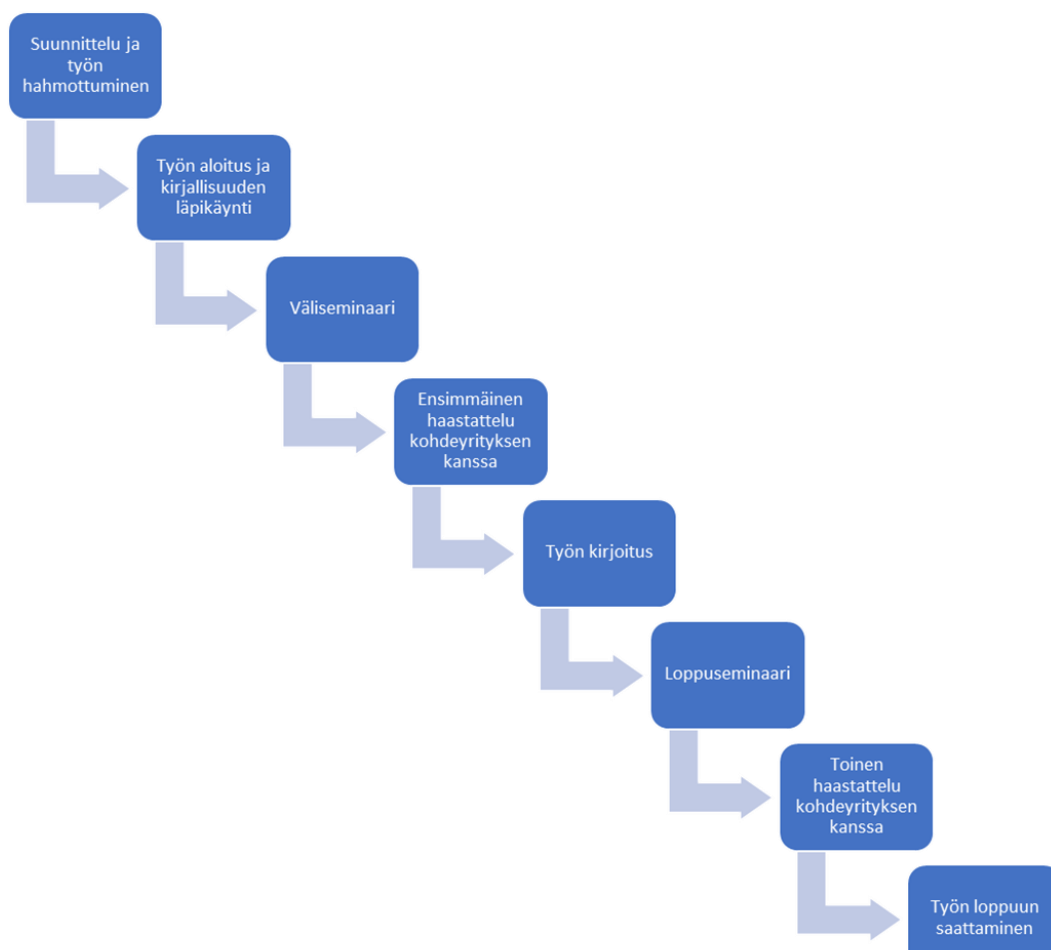 Suunnittelu ja
työn
hahmottuminen
Työn aloitus ja
kirjallisuuden
läpikäynti
Väliseminaari
Ensimmäinen
haastattelu
kohdeyrityksen
kanssa
Työn kirjoitus
Loppuseminaari
Toinen
haastattelu
kohdeyrityksen
kanssa
Työn loppuun
saattaminen